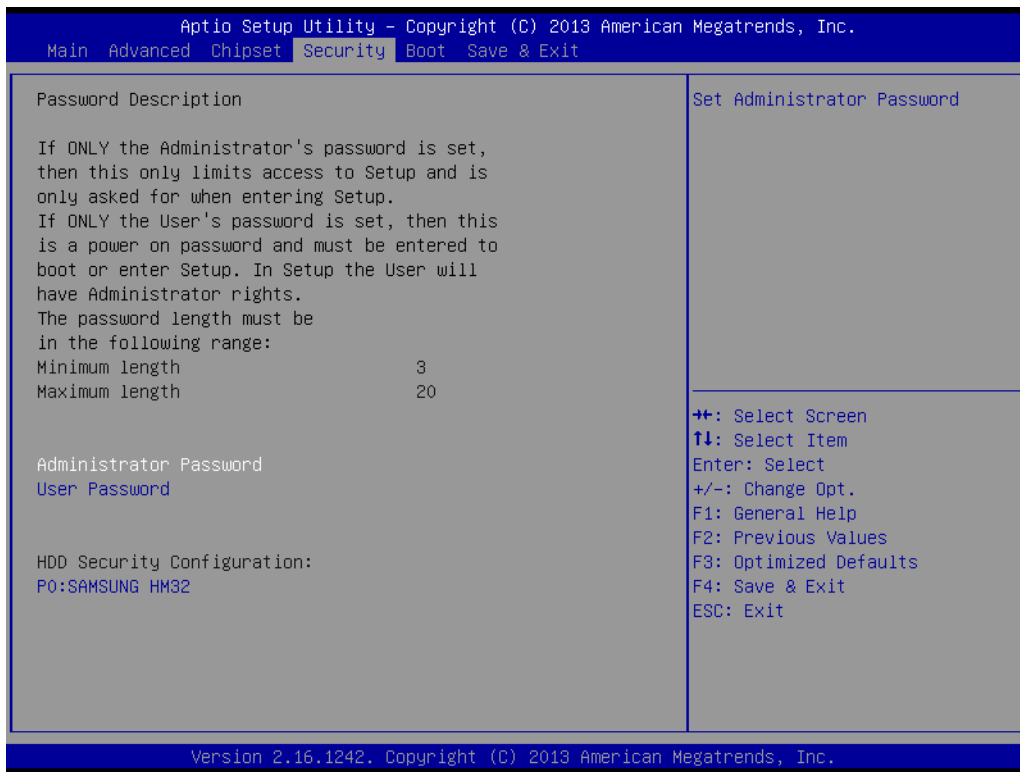 Aptio Setup Utility – Copyright (C) 2013 American Megatrends, Inc.
Main Advanced Chipset Security Boot Save & Exit
Password Description
If ONLY the Administrator's password is set,
then this only limits access to Setup and is
only asked for when entering Setup.
If ONLY the User's password is set, then this
is a power on password and must be entered to
boot or enter Setup. In Setup the User will
have Administrator rights.
The password length must be
in the following range:
Minimum length 3
Maximum length 20
Administrator Password
User Password
HDD Security Configuration:
P0:SAMSUNG HM32
Set Administrator Password
→←: Select Screen
↑↓: Select Item
Enter: Select
+/-: Change Opt.
F1: General Help
F2: Previous Values
F3: Optimized Defaults
F4: Save & Exit
ESC: Exit
Version 2.16.1242. Copyright (C) 2013 American Megatrends, Inc.